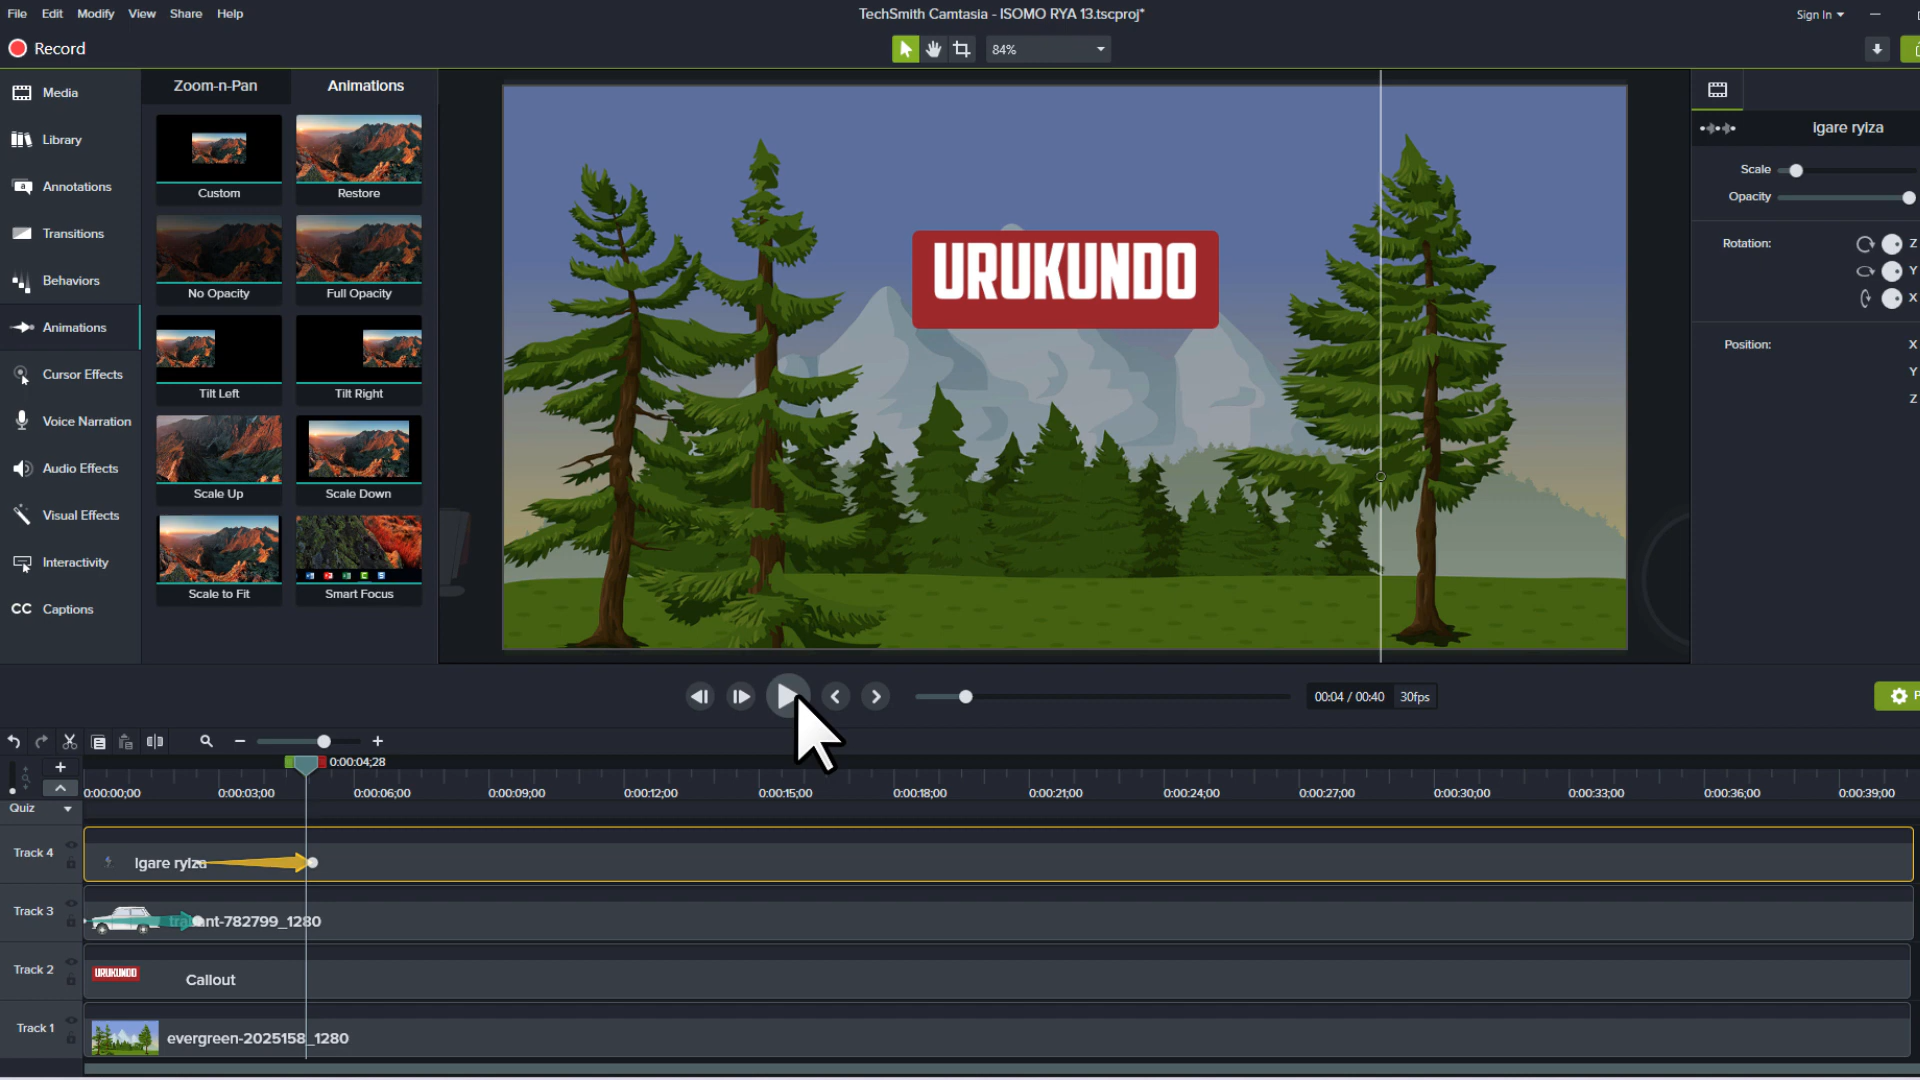 File Edit Modify View Share Help
TechSmith Camtasia - ISOMO RYA 13.tscproj*
Sign In
Record
84%
Media
Library
Annotations
Transitions
Behaviors
Animations
Cursor Effects
Voice Narration
Audio Effects
Visual Effects
Interactivity
CC Captions
Zoom-n-Pan
Animations
Custom
Restore
No Opacity
Full Opacity
Tilt Left
Tilt Right
Scale Up
Scale Down
Scale to Fit
Smart Focus
URUKUNDO
Igare ryIza
Scale
Opacity
Rotation:
Z
Y
X
Position:
X
Y
Z
00:04 / 00:40
30fps
0:00:04;28
0:00:00;00 0:00:03;00 0:00:06;00 0:00:09;00 0:00:12;00 0:00:15;00 0:00:18;00 0:00:21;00 0:00:24;00 0:00:27;00 0:00:30;00 0:00:33;00 0:00:36;00 0:00:39;00
Quiz
Track 4
Igare ryIza
Track 3
nt-782799_1280
Track 2
URUKUNDO
Callout
Track 1
evergreen-2025158_1280